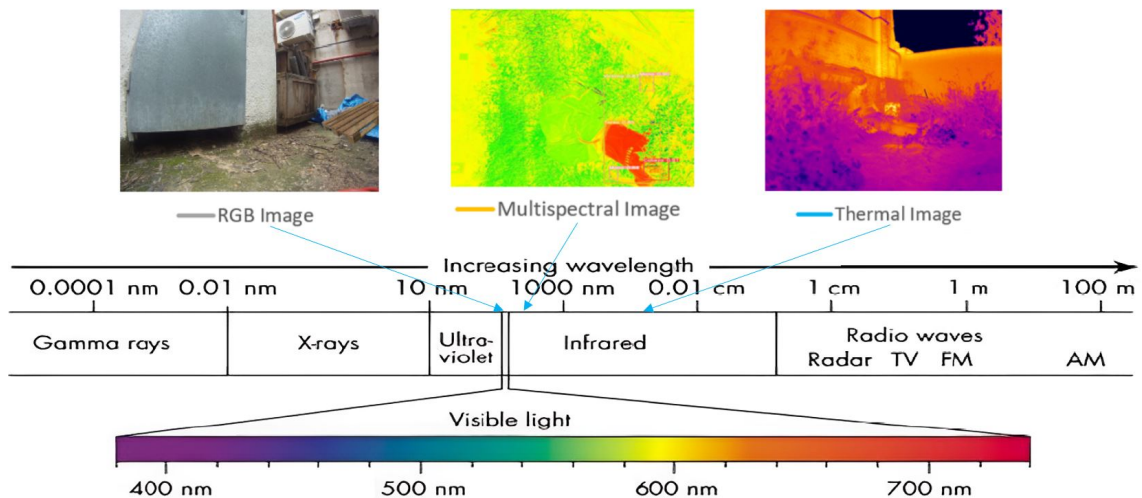 RGB Image
Multispectral Image
Thermal Image
Increasing wavelength
0.0001 nm 0.01 nm 10 nm 1000 nm 0.01 cm 1 cm 1 m 100 m
Gamma rays X-rays Ultra-
violet Infrared Radio waves
Radar TV FM AM
Visible light
400 nm 500 nm 600 nm 700 nm